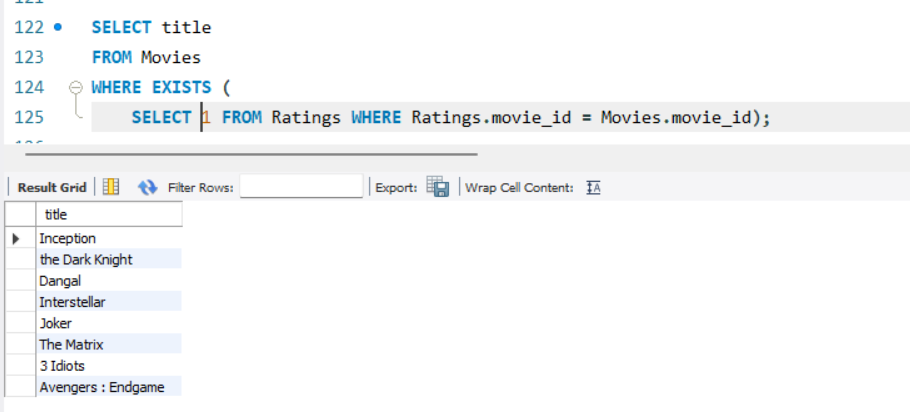 122 SELECT title
123 FROM Movies
124 WHERE EXISTS (
125 SELECT 1 FROM Ratings WHERE Ratings.movie_id = Movies.movie_id);
Result Grid Filter Rows: Export: Wrap Cell Content: IA
title
Inception
the Dark Knight
Dangal
Interstellar
Joker
The Matrix
3 Idiots
Avengers : Endgame